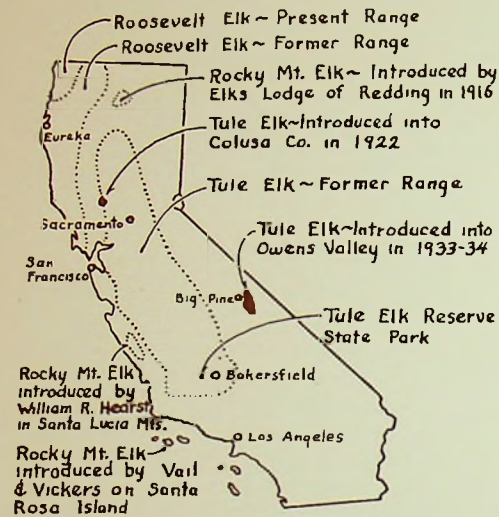 Roosevelt Elk~Present Range
Roosevelt Elk~Former Range
Rocky Mt. Elk~Introduced by
Elks Lodge of Redding in 1916
Eureka
Tule Elk~Introduced into
Colusa Co. in 1922
Tule Elk~Former Range
Sacramento
Tule Elk~Introduced into
Owens Valley in 1933-34
San
Francisco
Big Pine
Tule Elk Reserve
State Park
Bakersfield
Rocky Mt. Elk
introduced by
William R. Hearst
in Santa Lucia Mts.
Los Angeles
Rocky Mt. Elk
introduced by Vail
& Vickers on Santa
Rosa Island